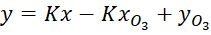 y = Kx − Kx_{O_3} + y_{O_3}